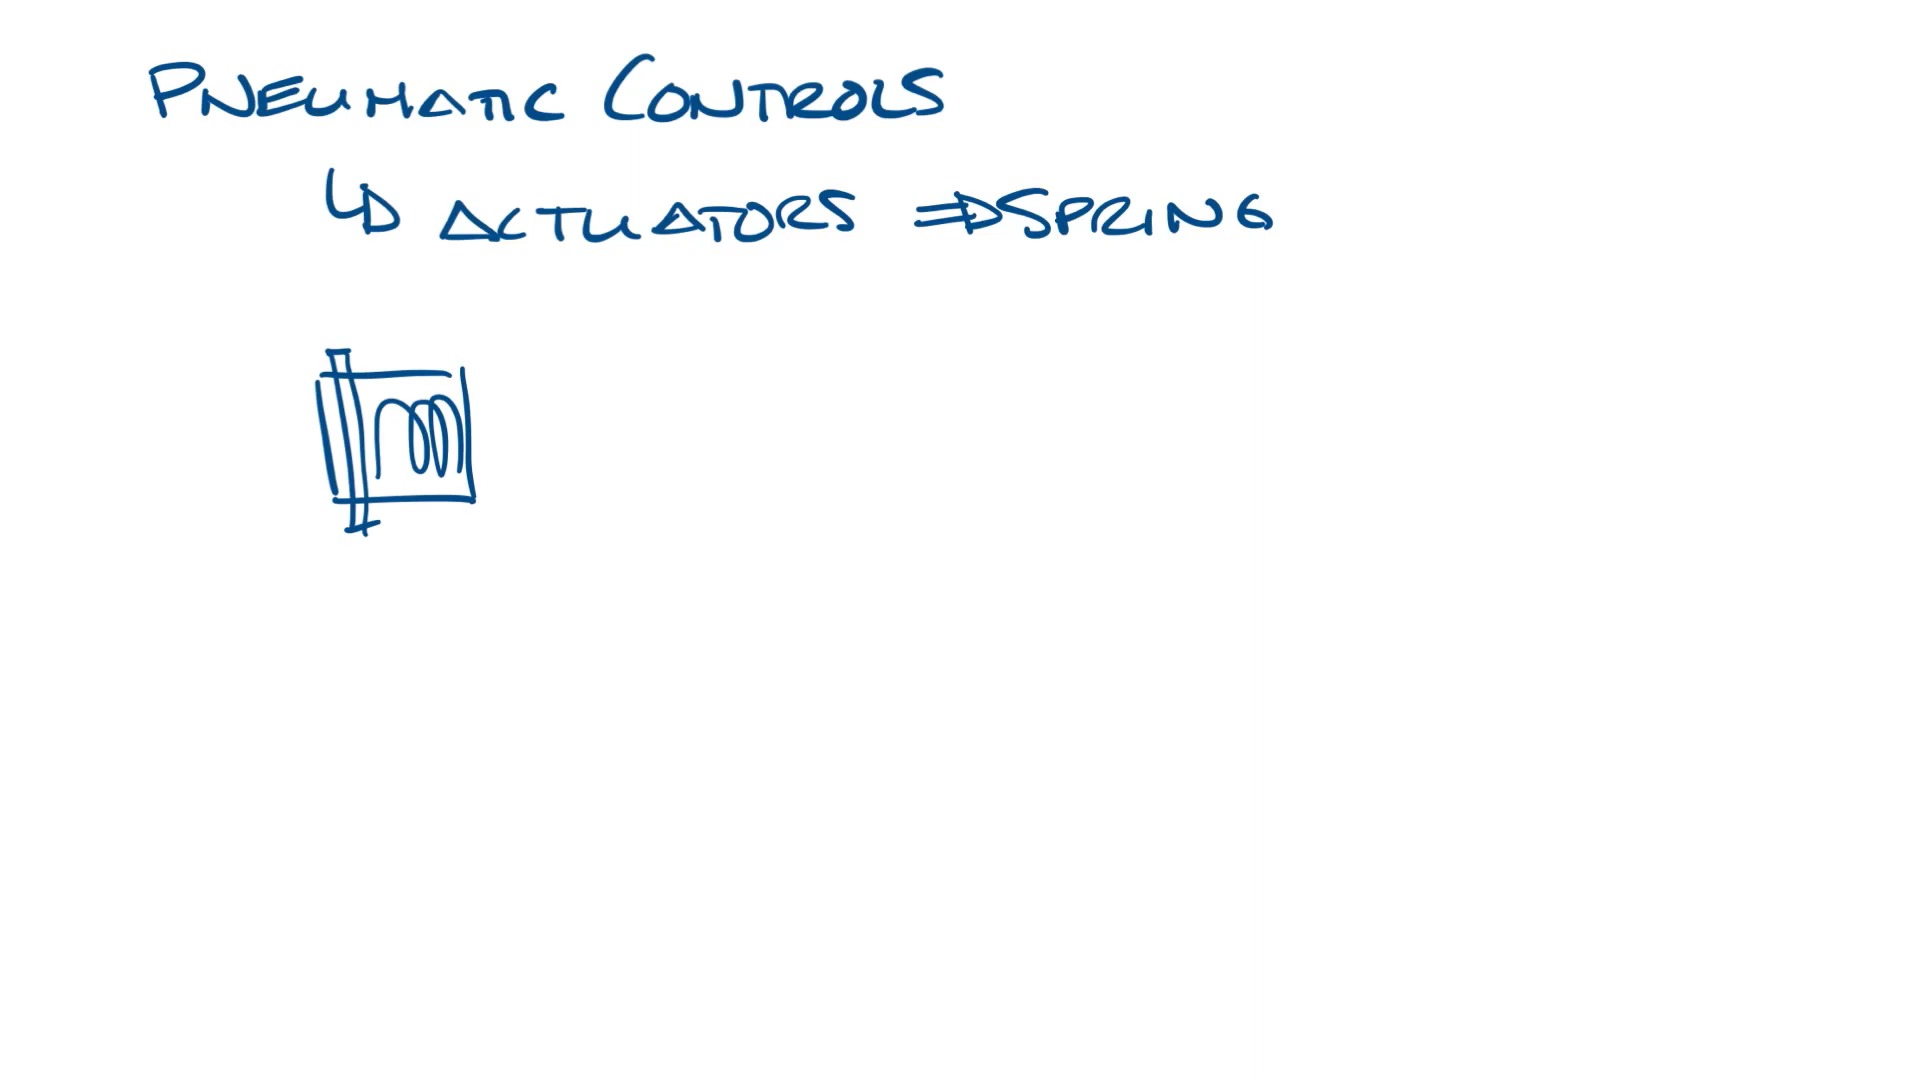 PNEUMATIC CONTROLS
↳ ACTUATORS ⇒ SPRING